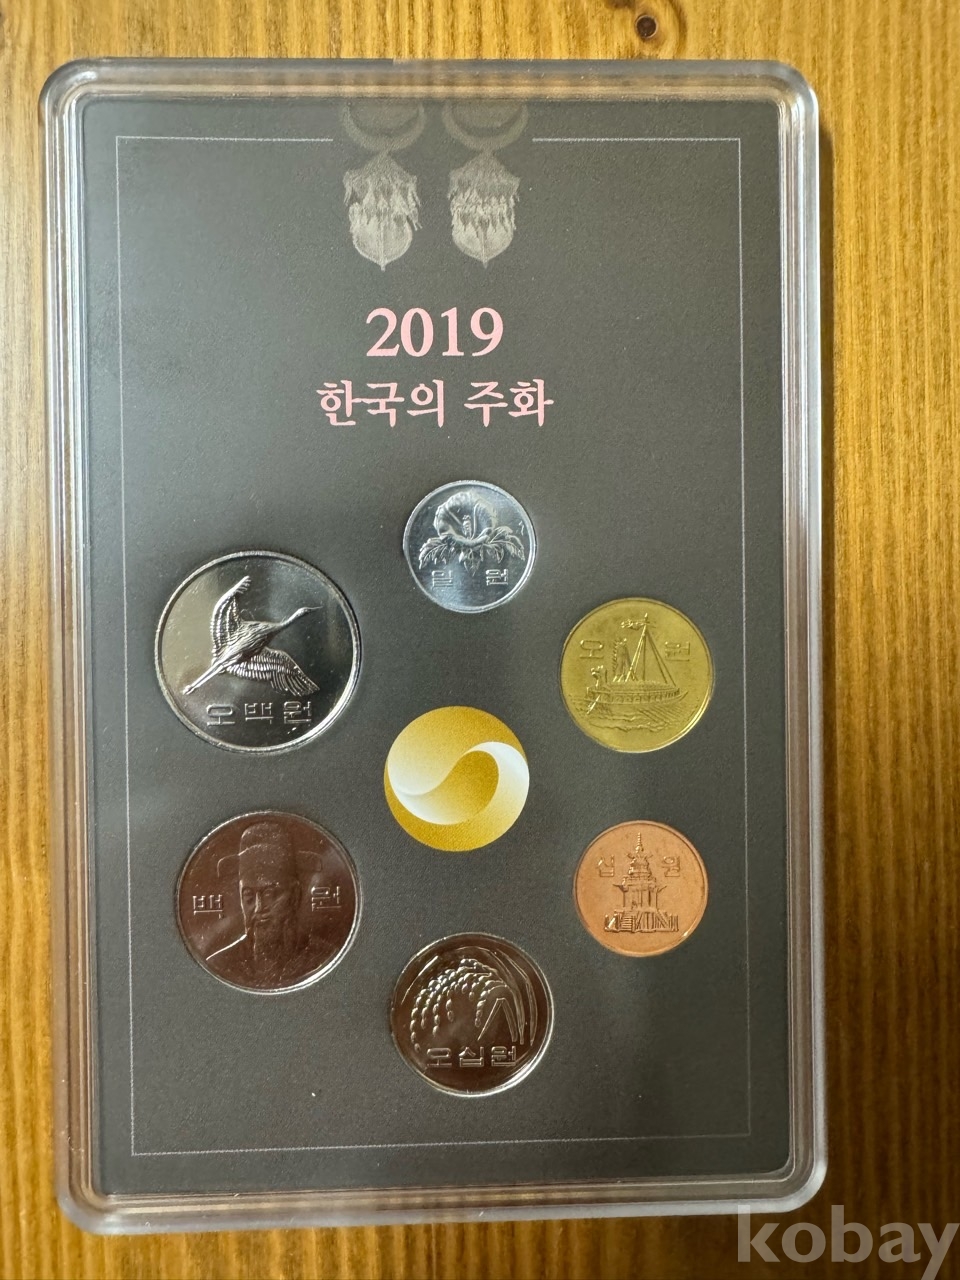 2019
한국의 주화
일 원
오백원
오 원
백 원
십 원
오십원
kobay